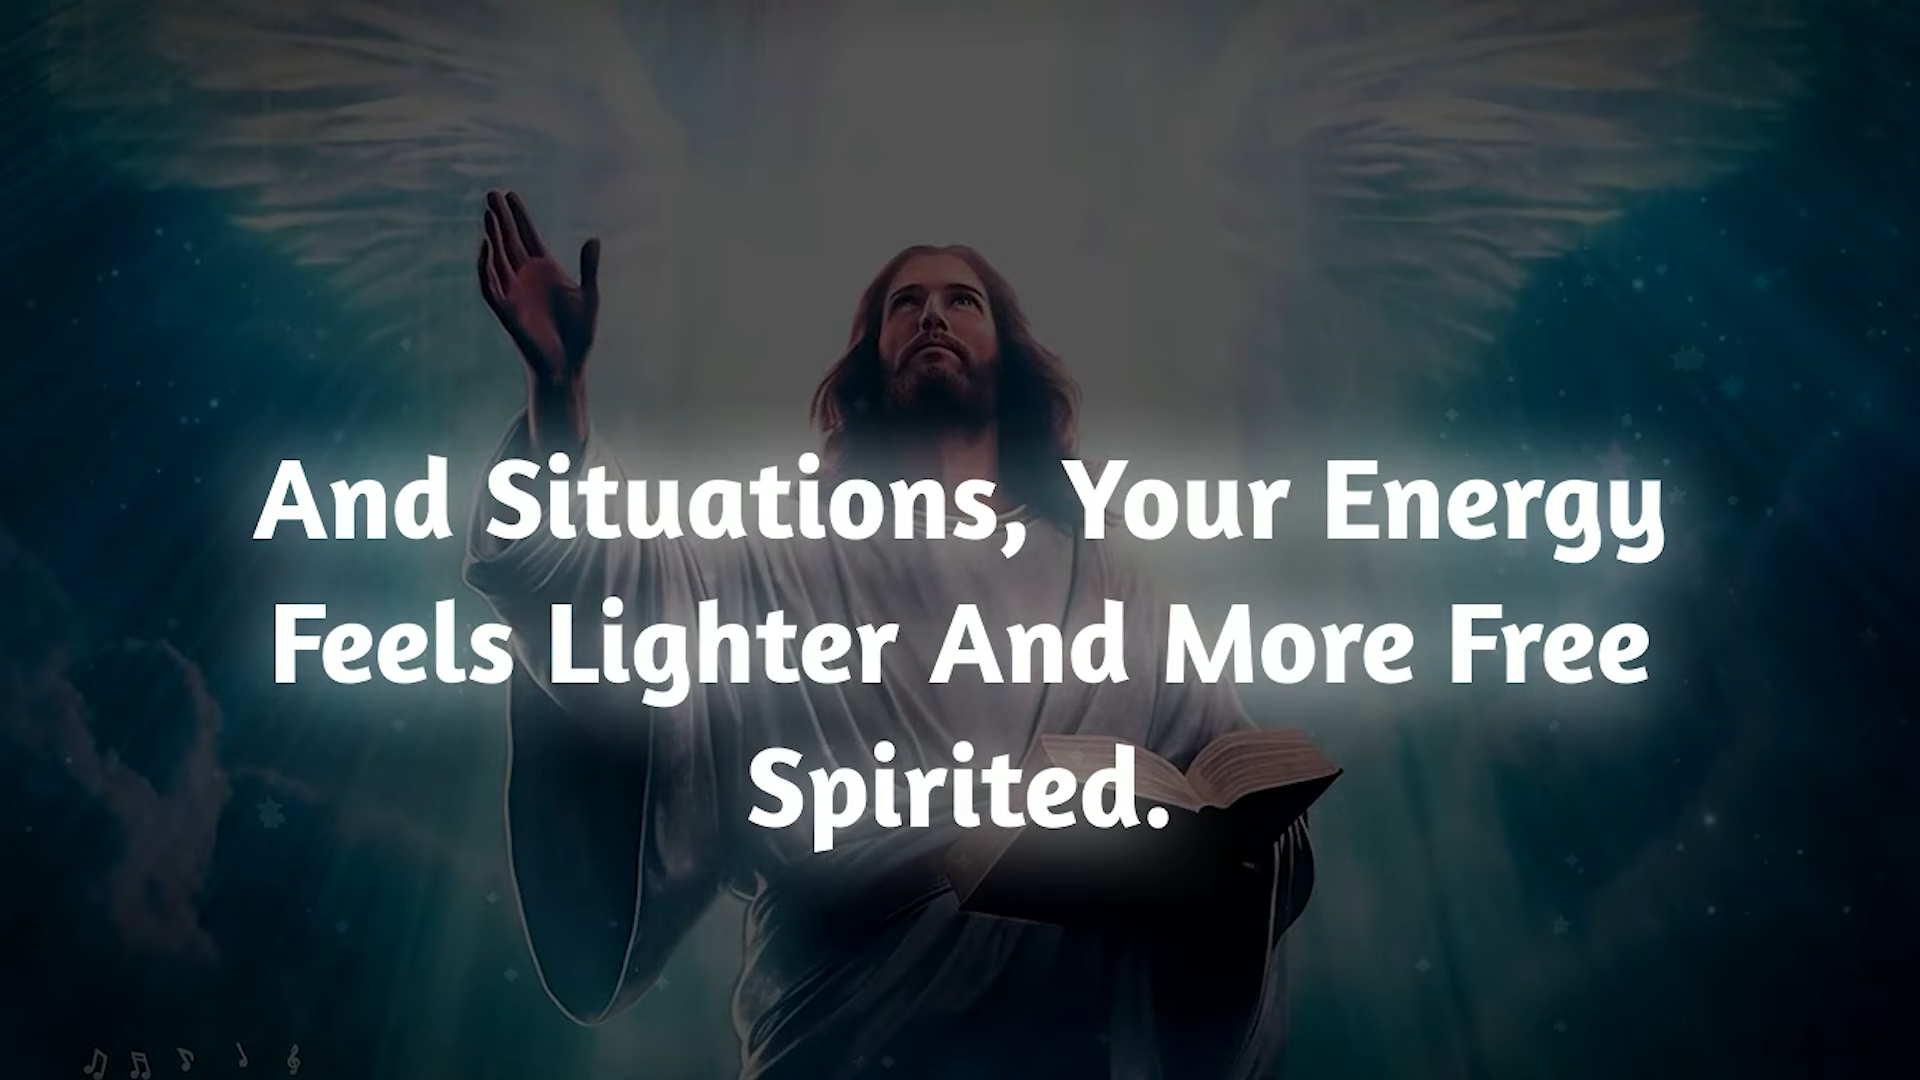 And Situations, Your Energy
Feels Lighter And More Free
Spirited.